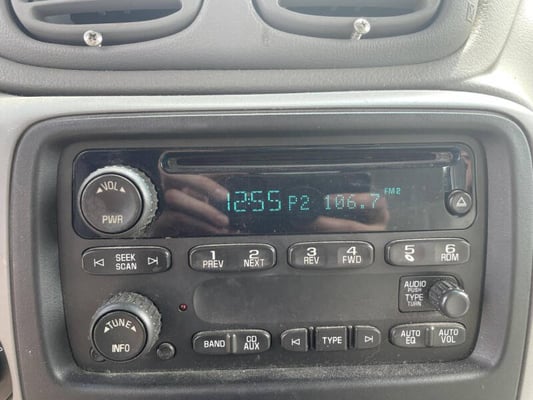 VOL
PWR
12:55 P2 106.7 FM2
SEEK
SCAN
1 2 3 4 5 6
PREV NEXT REV FWD RDM
AUDIO
PUSH
TYPE
TURN
TUNE
INFO
BAND CD
AUX
TYPE
AUTO
EQ
AUTO
VOL